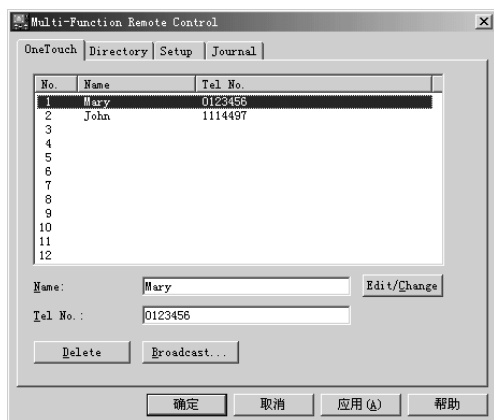 Multi-Function Remote Control
OneTouch Directory Setup Journal
No. Name Tel No.
1 Mary 0123456
2 John 1114497
3
4
5
6
7
8
9
10
11
12
Name: Mary Edit/Change
Tel No.: 0123456
Delete Broadcast...
确定 取消 应用(A) 帮助